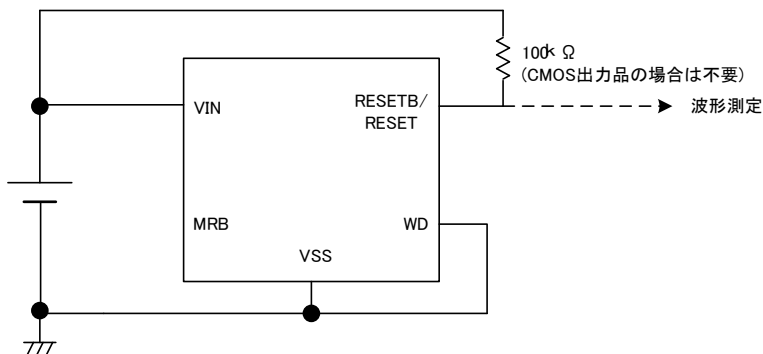 100k Ω
(CMOS出力品の場合は不要)
VIN
RESETB/
RESET
波形測定
MRB
WD
VSS